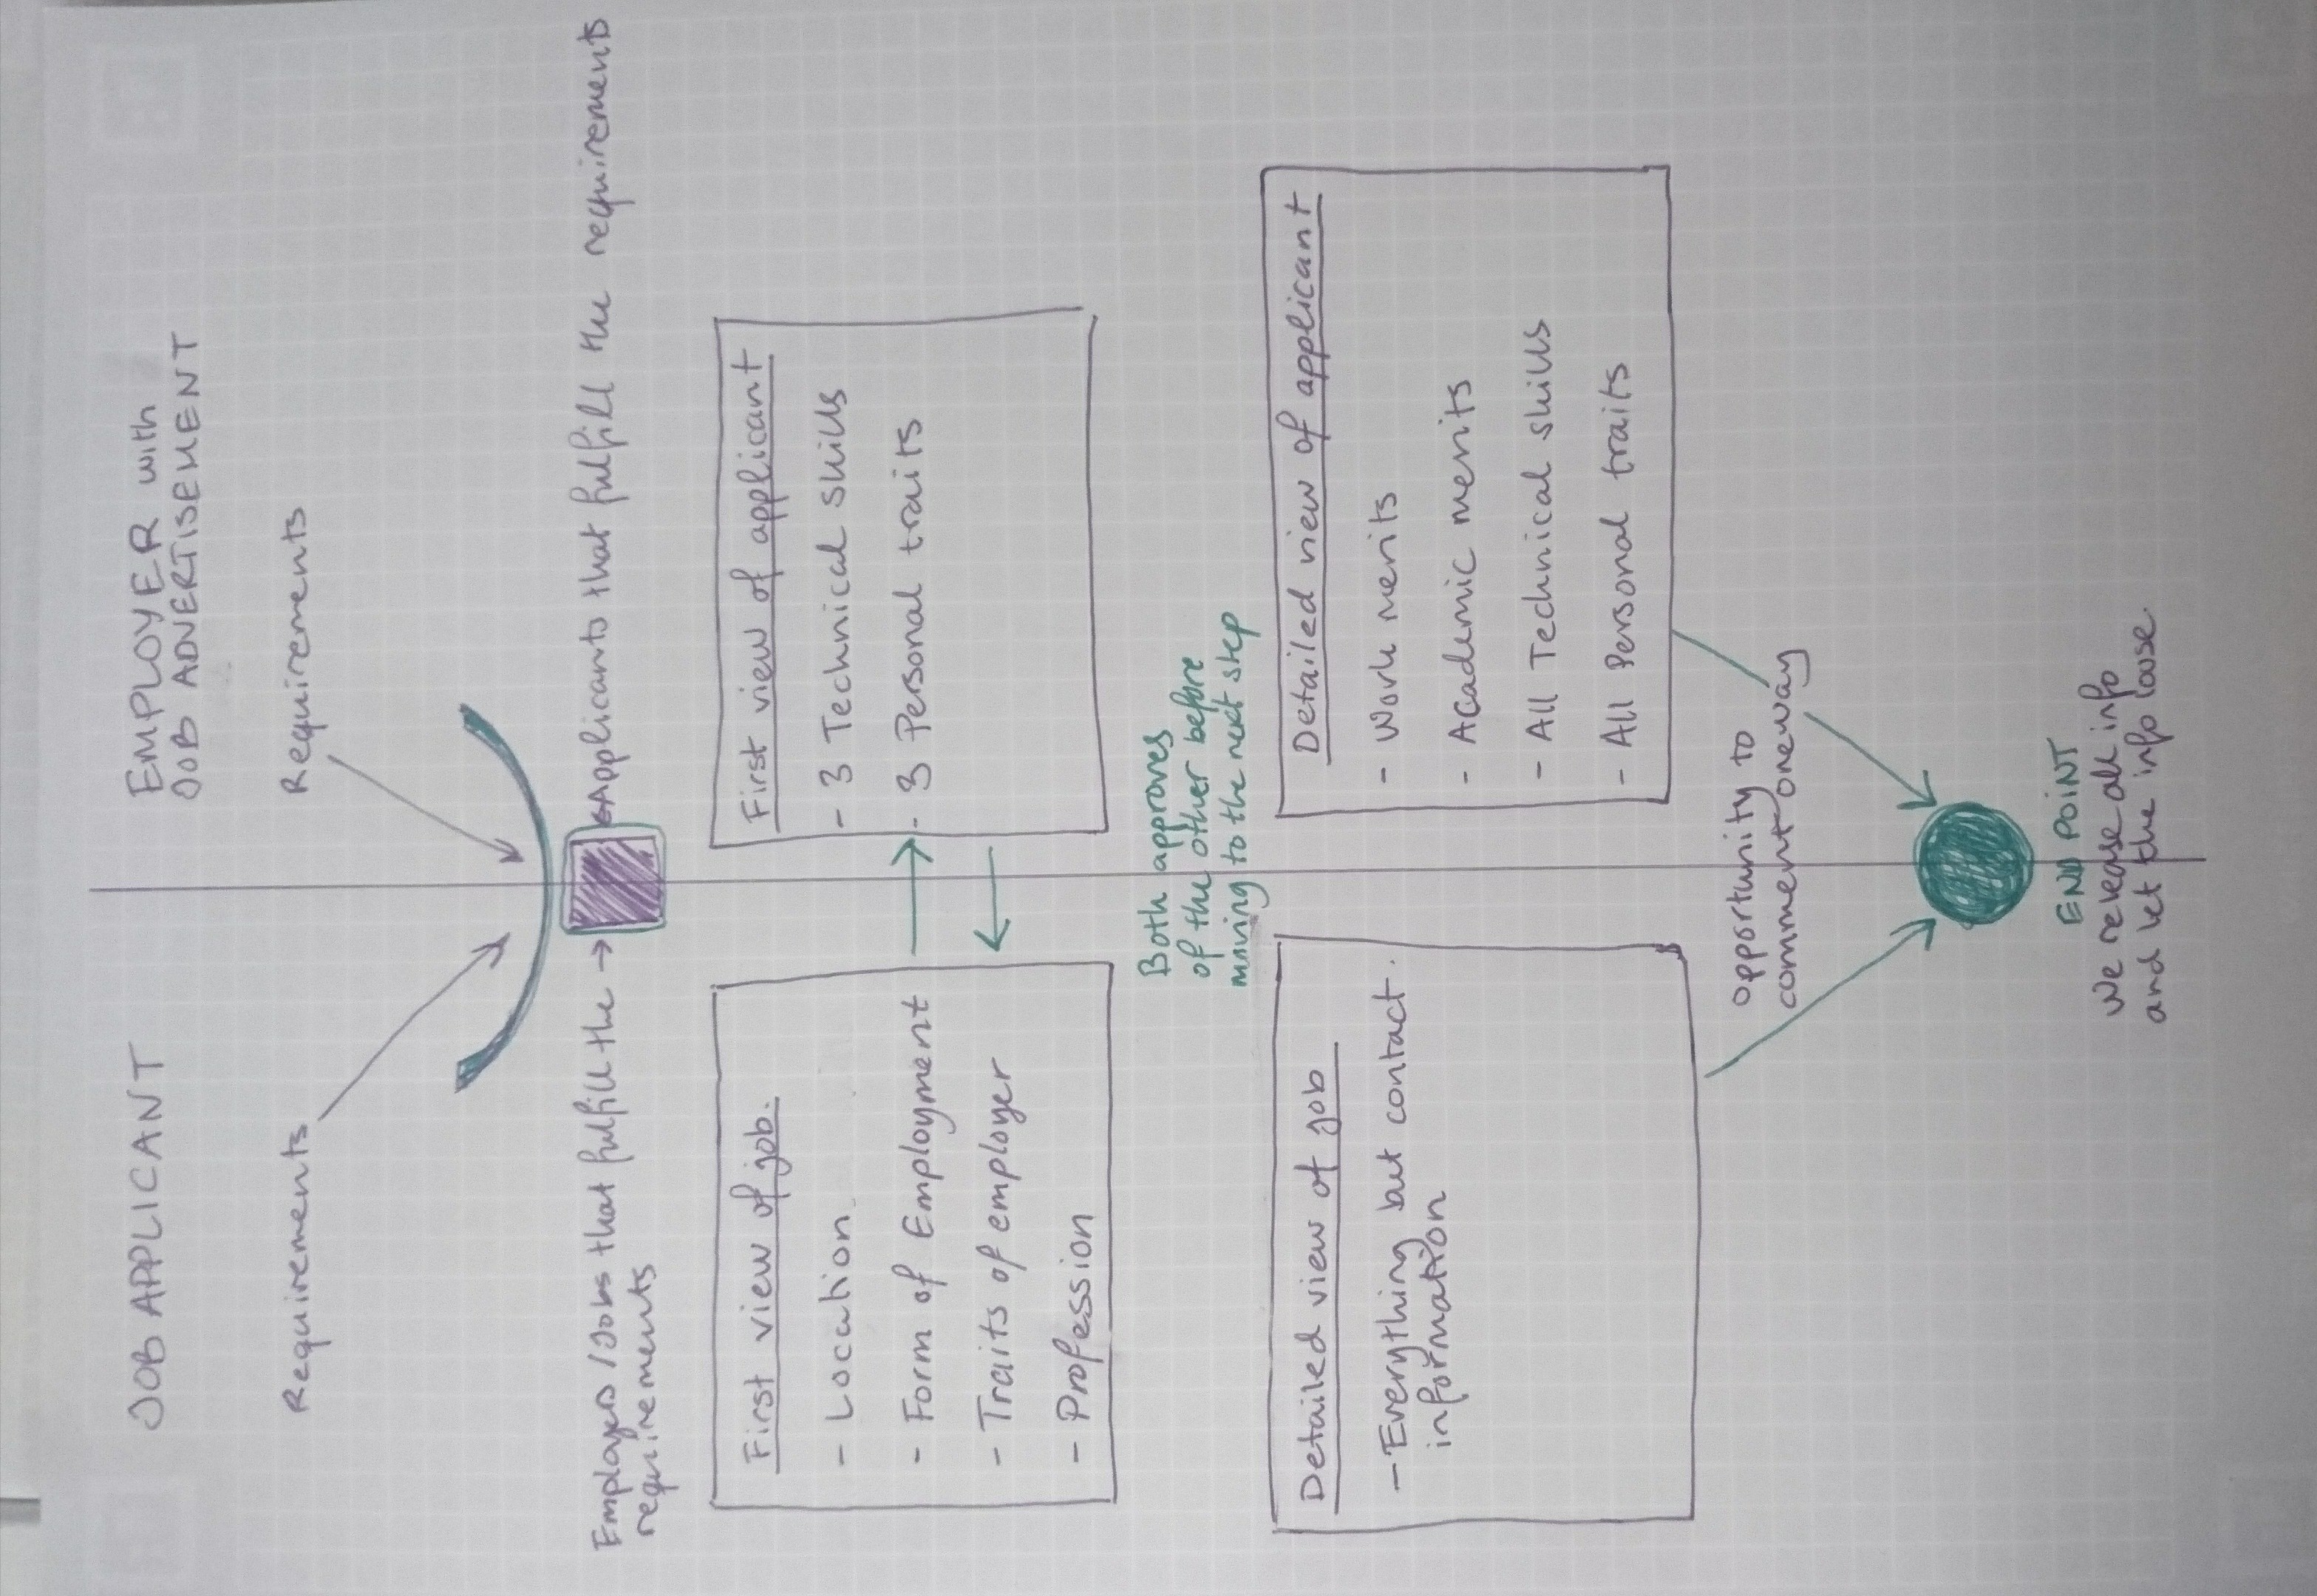 JOB APPLICANT
EMPLOYER with
JOB ADVERTISEMENT
Requirements
Requirements
Employers / Jobs that fulfill the
requirements
Applicants that fulfill the requirements
First view of job.
- Location
- Form of Employment
- Traits of employer
- Profession
First view of applicant
- 3 Technical skills
- 3 Personal traits
Both approves
of the other before
moving to the next step
Detailed view of job
- Everything but contact
information
Detailed view of applicant
- Work merits
- Academic merits
- All Technical skills
- All Personal traits
opportunity to
comment oneway
END POINT
We release all info
and let the info loose.